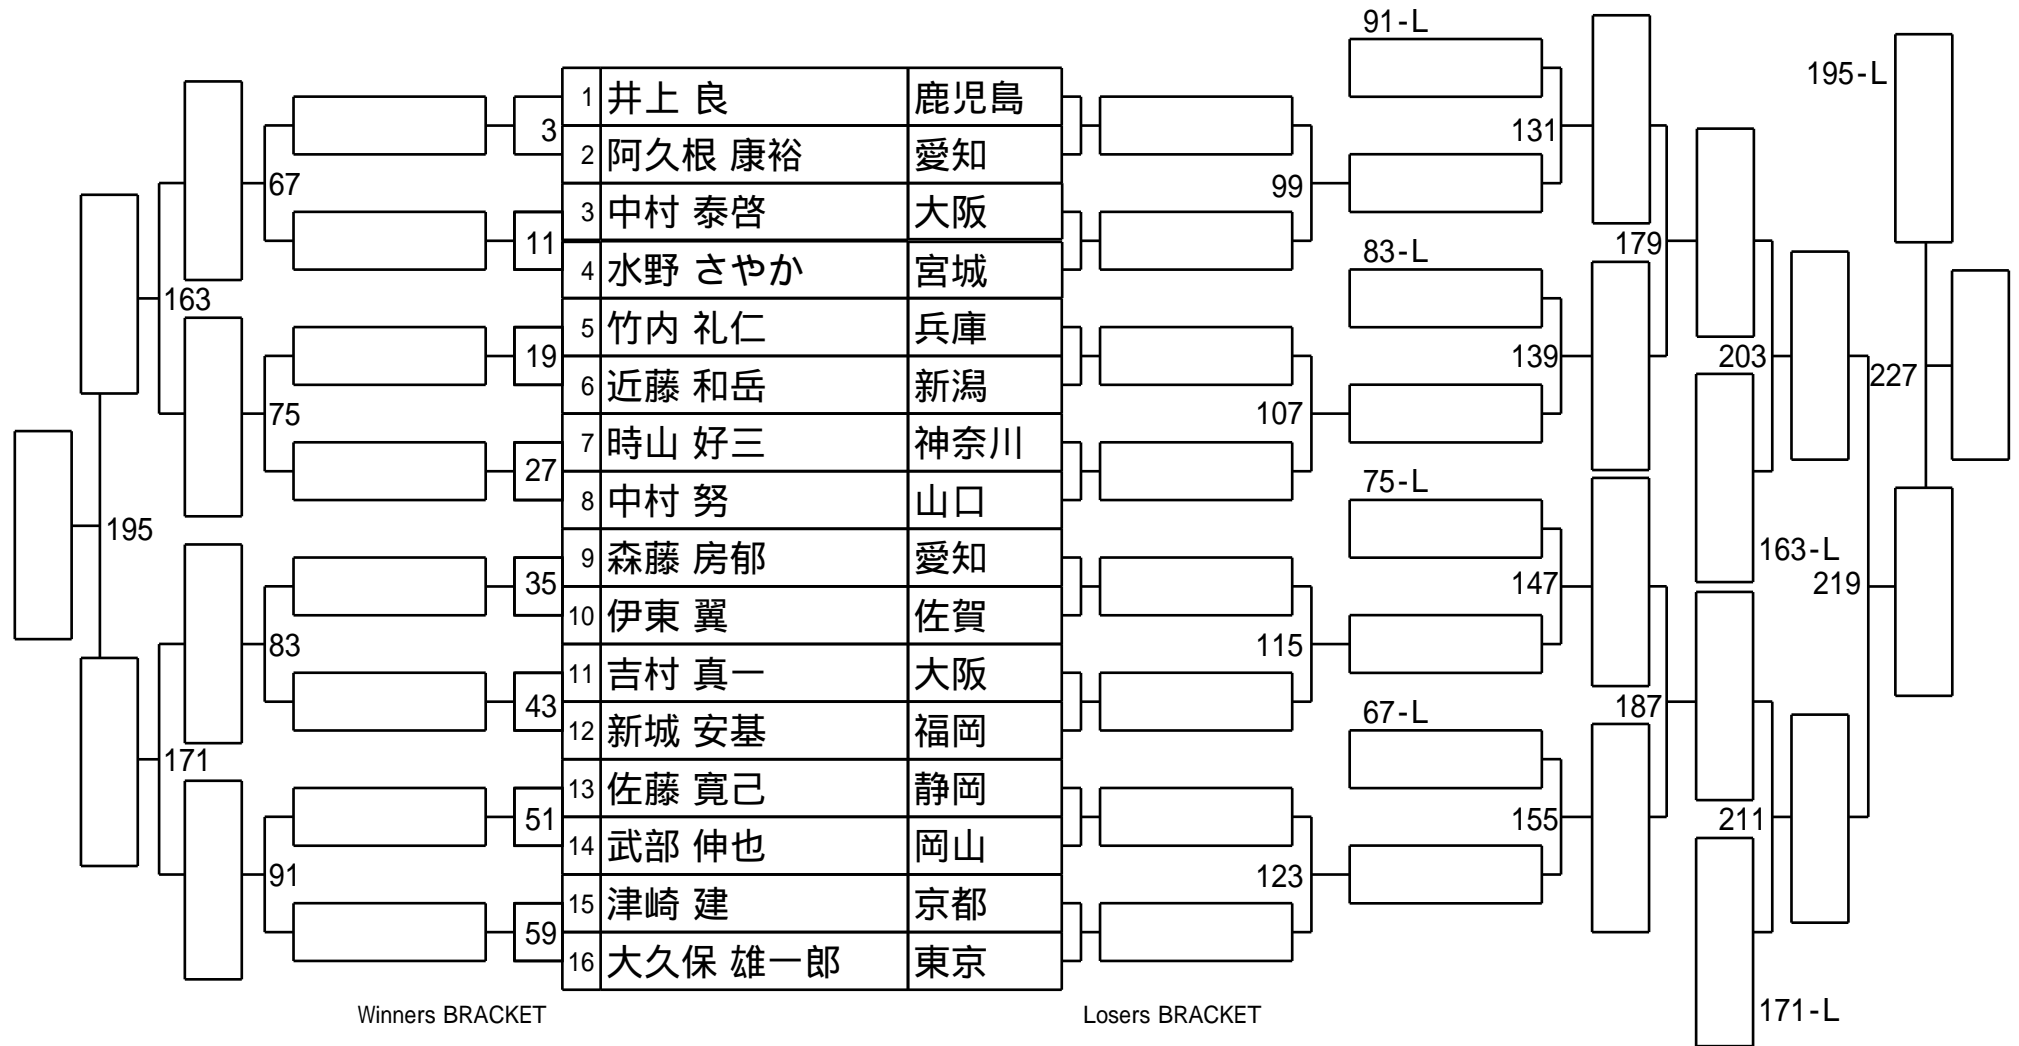 91-L
195-L
1 井上 良 鹿児島
3
131
2 阿久根 康裕 愛知
67
99
3 中村 泰啓 大阪
11
83-L
179
4 水野 さやか 宮城
163
5 竹内 礼仁 兵庫
19
139
203
227
6 近藤 和岳 新潟
75
107
7 時山 好三 神奈川
27
75-L
8 中村 努 山口
195
9 森藤 房郁 愛知
163-L
35
147
219
10 伊東 翼 佐賀
83
115
11 吉村 真一 大阪
43
67-L
187
12 新城 安基 福岡
171
13 佐藤 寛己 静岡
51
155
211
14 武部 伸也 岡山
91
123
15 津崎 建 京都
59
16 大久保 雄一郎 東京
171-L
Winners BRACKET
Losers BRACKET